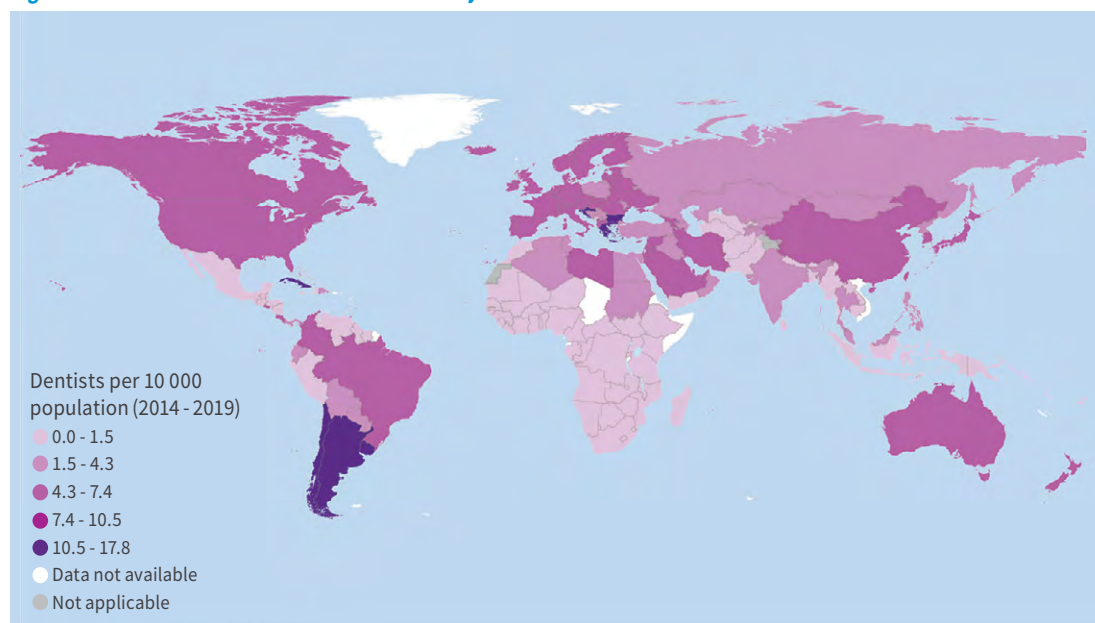 Dentists per 10 000
population (2014 - 2019)
0.0 - 1.5
1.5 - 4.3
4.3 - 7.4
7.4 - 10.5
10.5 - 17.8
Data not available
Not applicable